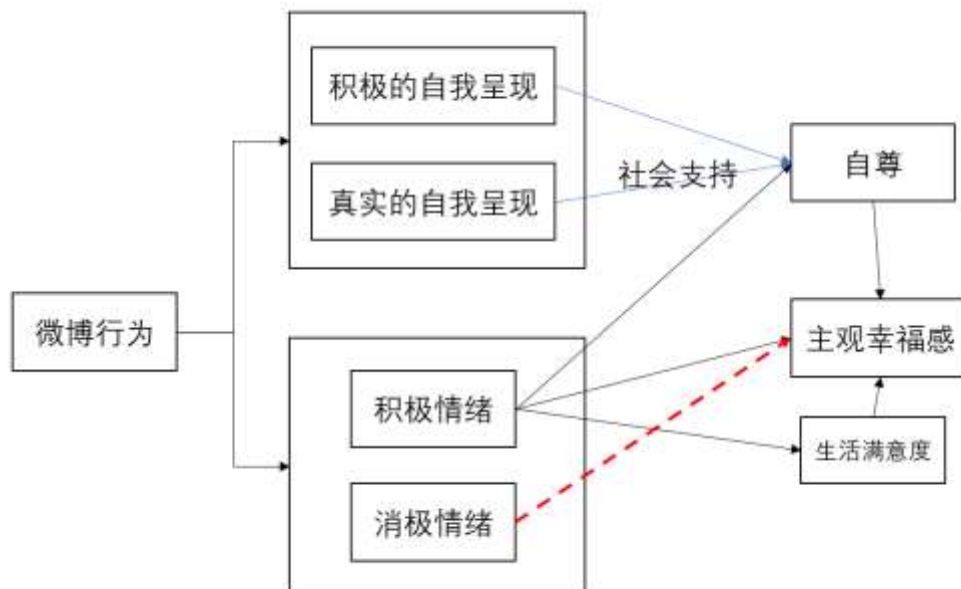 积极的自我呈现
社会支持
自尊
真实的自我呈现
微博行为
主观幸福感
积极情绪
生活满意度
消极情绪